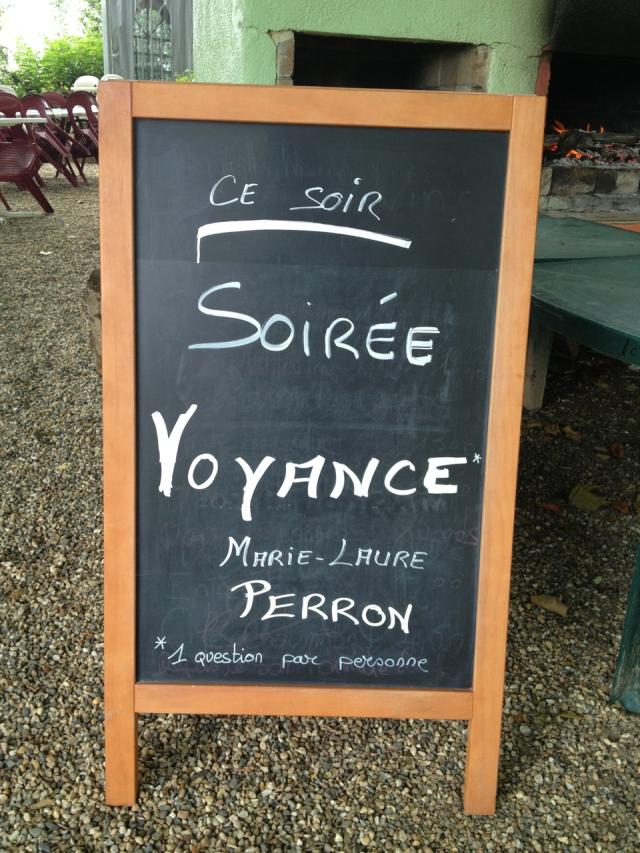 CE SOIR
SOIRÉE
VOYANCE*
MARIE-LAURE
PERRON
* 1 question par personne